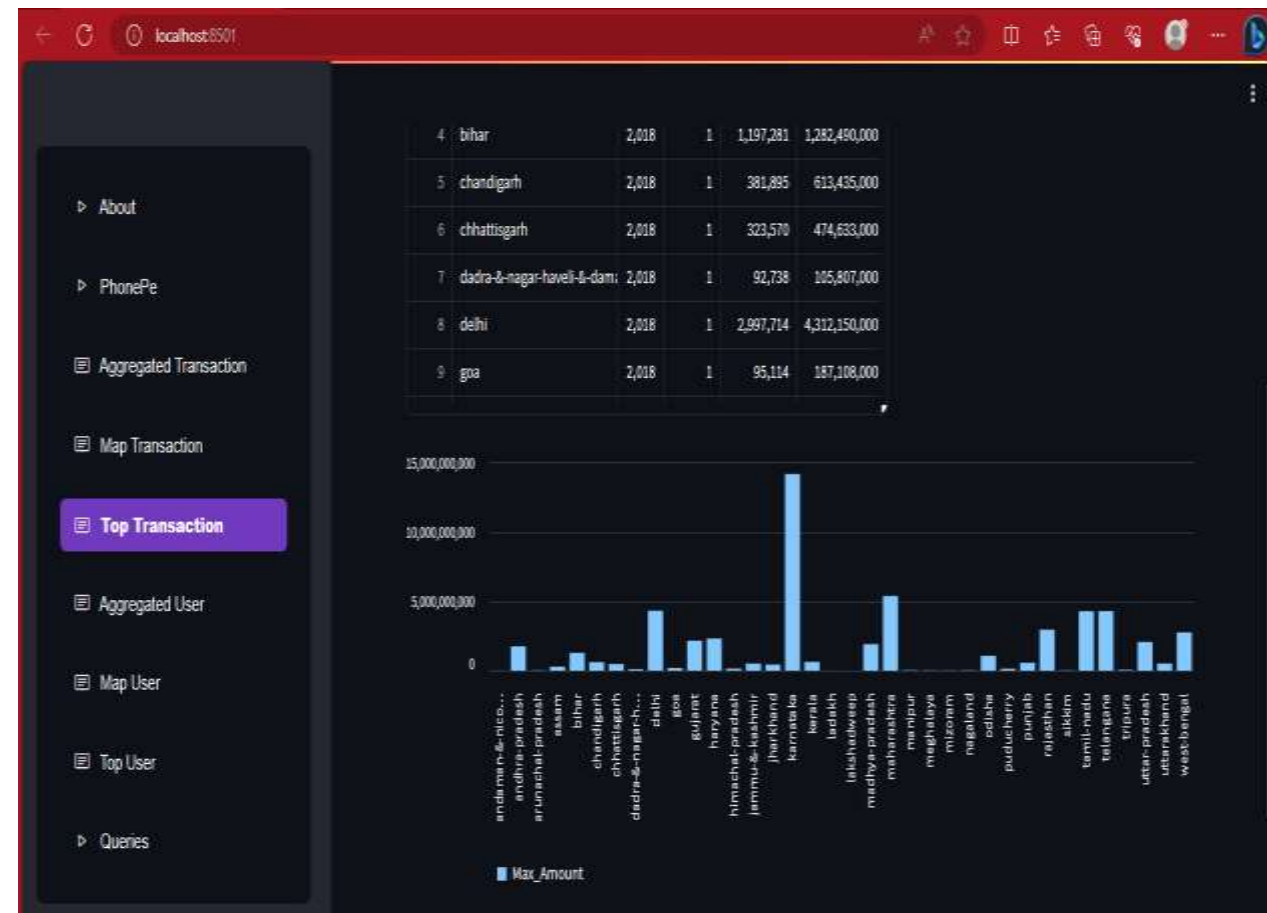 localhost:8501
About
PhonePe
Aggregated Transaction
Map Transaction
Top Transaction
Aggregated User
Map User
Top User
Queries
4 bihar 2,018 1 1,197,281 1,282,490,000
5 chandigarh 2,018 1 381,895 613,435,000
6 chhattisgarh 2,018 1 323,570 474,633,000
7 dadra-&-nagar-haveli-&-dam 2,018 1 92,738 105,807,000
8 delhi 2,018 1 2,997,714 4,312,150,000
9 goa 2,018 1 95,114 187,108,000
15,000,000,000
10,000,000,000
5,000,000,000
0
andaman-&-nico...
andhra-pradesh
arunachal-pradesh
assam
bihar
chandigarh
chhattisgarh
dadra-&-nagar-h...
delhi
goa
gujarat
haryana
himachal-pradesh
jammu-&-kashmir
jharkhand
karnataka
kerala
ladakh
lakshadweep
madhya-pradesh
maharashtra
manipur
meghalaya
mizoram
nagaland
odisha
puducherry
punjab
rajasthan
sikkim
tamil-nadu
telangana
tripura
uttar-pradesh
uttarakhand
west-bengal
Max_Amount